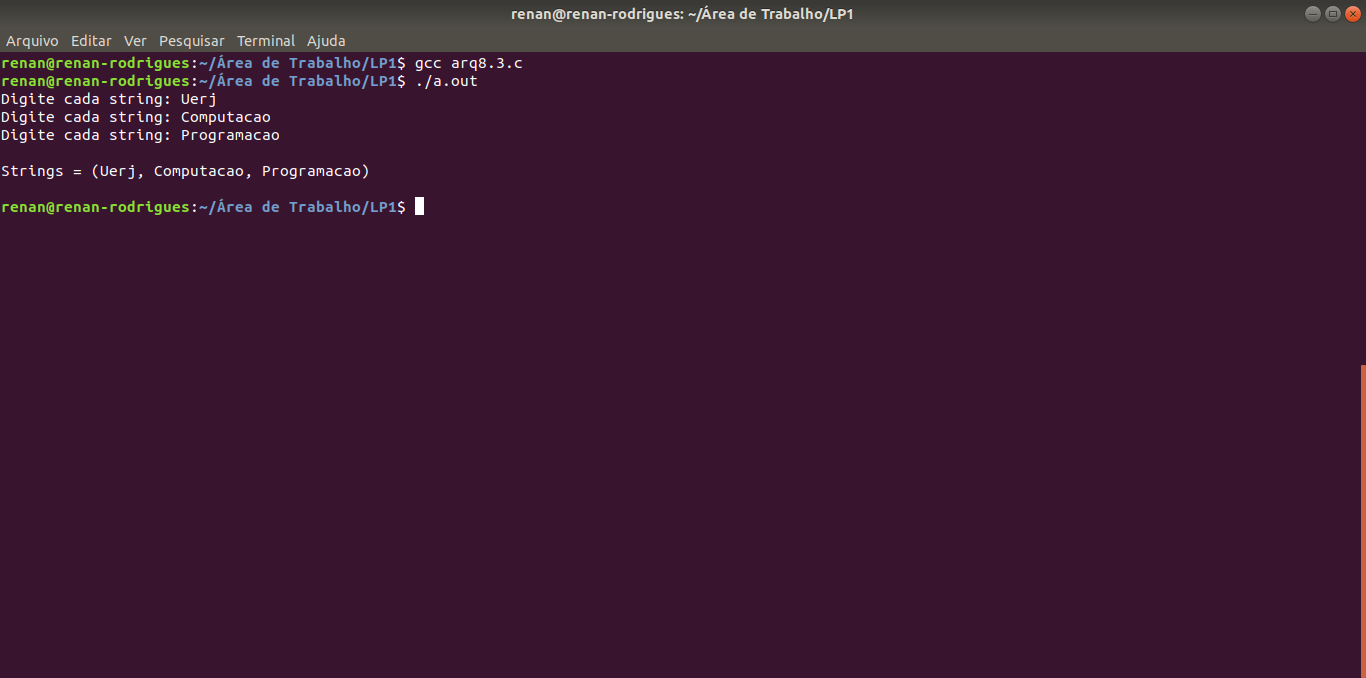 renan@renan-rodrigues: ~/Área de Trabalho/LP1
Arquivo Editar Ver Pesquisar Terminal Ajuda
renan@renan-rodrigues:~/Área de Trabalho/LP1$ gcc arq8.3.c
renan@renan-rodrigues:~/Área de Trabalho/LP1$ ./a.out
Digite cada string: Uerj
Digite cada string: Computacao
Digite cada string: Programacao
Strings = (Uerj, Computacao, Programacao)
renan@renan-rodrigues:~/Área de Trabalho/LP1$